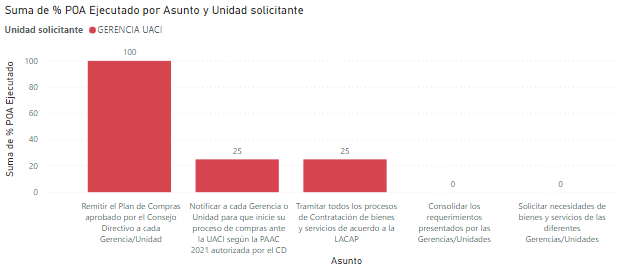 Suma de % POA Ejecutado por Asunto y Unidad solicitante
Unidad solicitante GERENCIA UACI
Suma de % POA Ejecutado
100
80
60
40
20
0
100
25
25
0
0
Remitir el Plan de Compras
aprobado por el Consejo
Directivo a cada
Gerencia/Unidad
Notificar a cada Gerencia o
Unidad para que inicie su
proceso de compras ante
la UACI según la PAAC
2021 autorizada por el CD
Tramitar todos los procesos
de Contratación de bienes
y servicios de acuerdo a la
LACAP
Consolidar los
requerimientos
presentados por las
Gerencias/Unidades
Solicitar necesidades de
bienes y servicios de las
diferentes
Gerencias/Unidades
Asunto